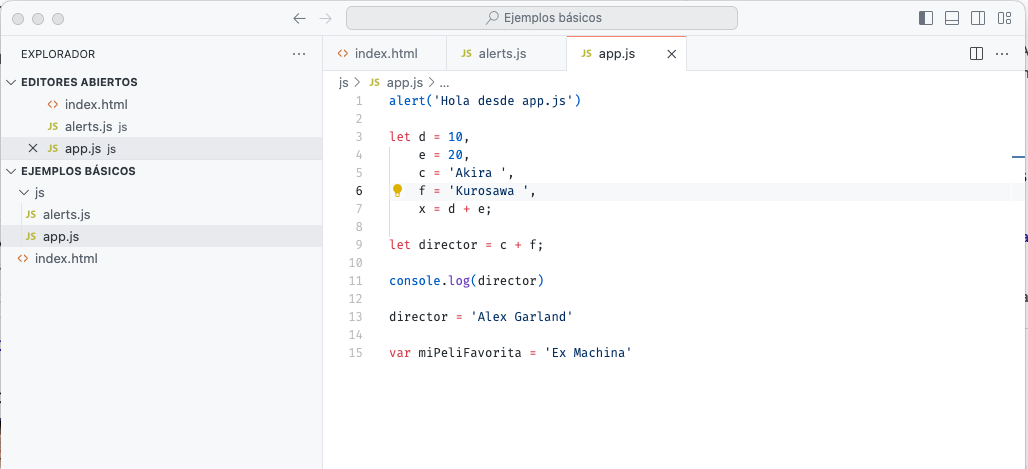 Ejemplos básicos
EXPLORADOR
EDITORES ABIERTOS
index.html
JS alerts.js js
JS app.js js
EJEMPLOS BÁSICOS
js
JS alerts.js
JS app.js
index.html
index.html JS alerts.js JS app.js
js > JS app.js > ...
1 alert('Hola desde app.js')
2
3 let d = 10,
4 e = 20,
5 c = 'Akira ',
6 f = 'Kurosawa ',
7 x = d + e;
8
9 let director = c + f;
10
11 console.log(director)
12
13 director = 'Alex Garland'
14
15 var miPeliFavorita = 'Ex Machina'